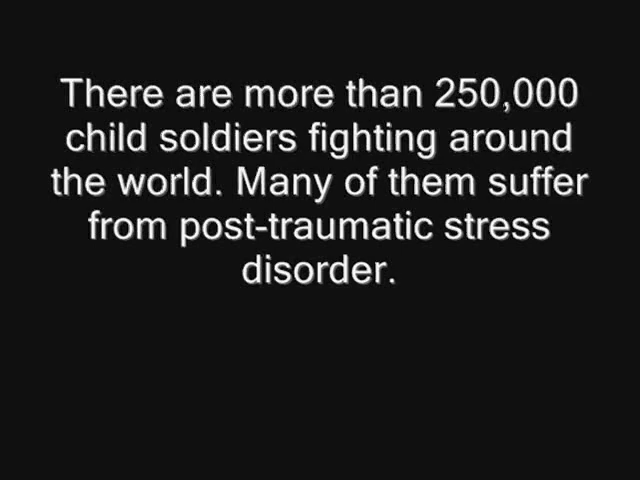 There are more than 250,000
child soldiers fighting around
the world. Many of them suffer
from post-traumatic stress
disorder.